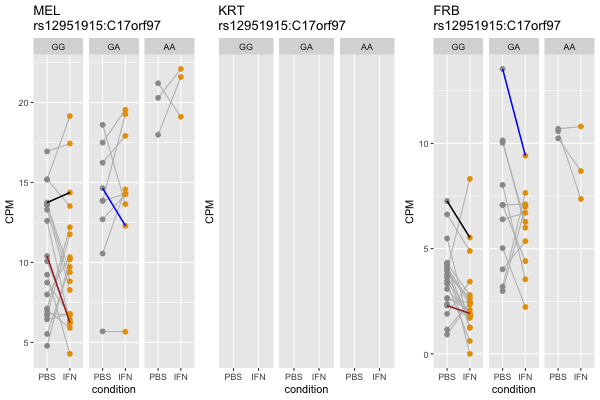 MEL
rs12951915:C17orf97
GG GA AA
20
15
10
5
CPM
PBS IFN PBS IFN PBS IFN
condition
KRT
rs12951915:C17orf97
GG GA AA
CPM
PBS IFN PBS IFN PBS IFN
condition
FRB
rs12951915:C17orf97
GG GA AA
10
5
0
CPM
PBS IFN PBS IFN PBS IFN
condition